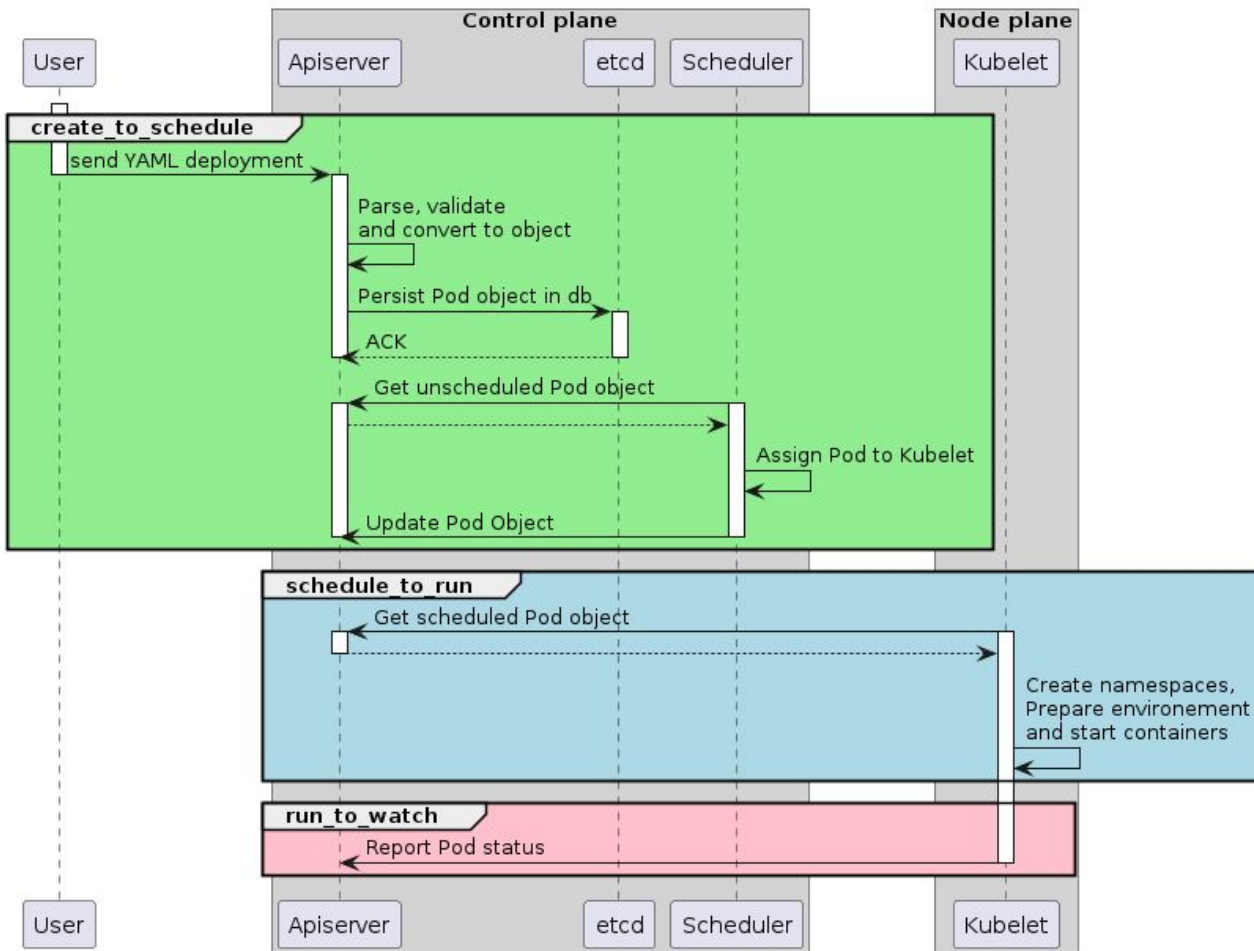 Control plane
Node plane
User
Apiserver
etcd
Scheduler
Kubelet
create_to_schedule
send YAML deployment
Parse, validate
and convert to object
Persist Pod object in db
ACK
Get unscheduled Pod object
Assign Pod to Kubelet
Update Pod Object
schedule_to_run
Get scheduled Pod object
Create namespaces,
Prepare environement
and start containers
run_to_watch
Report Pod status
User
Apiserver
etcd
Scheduler
Kubelet